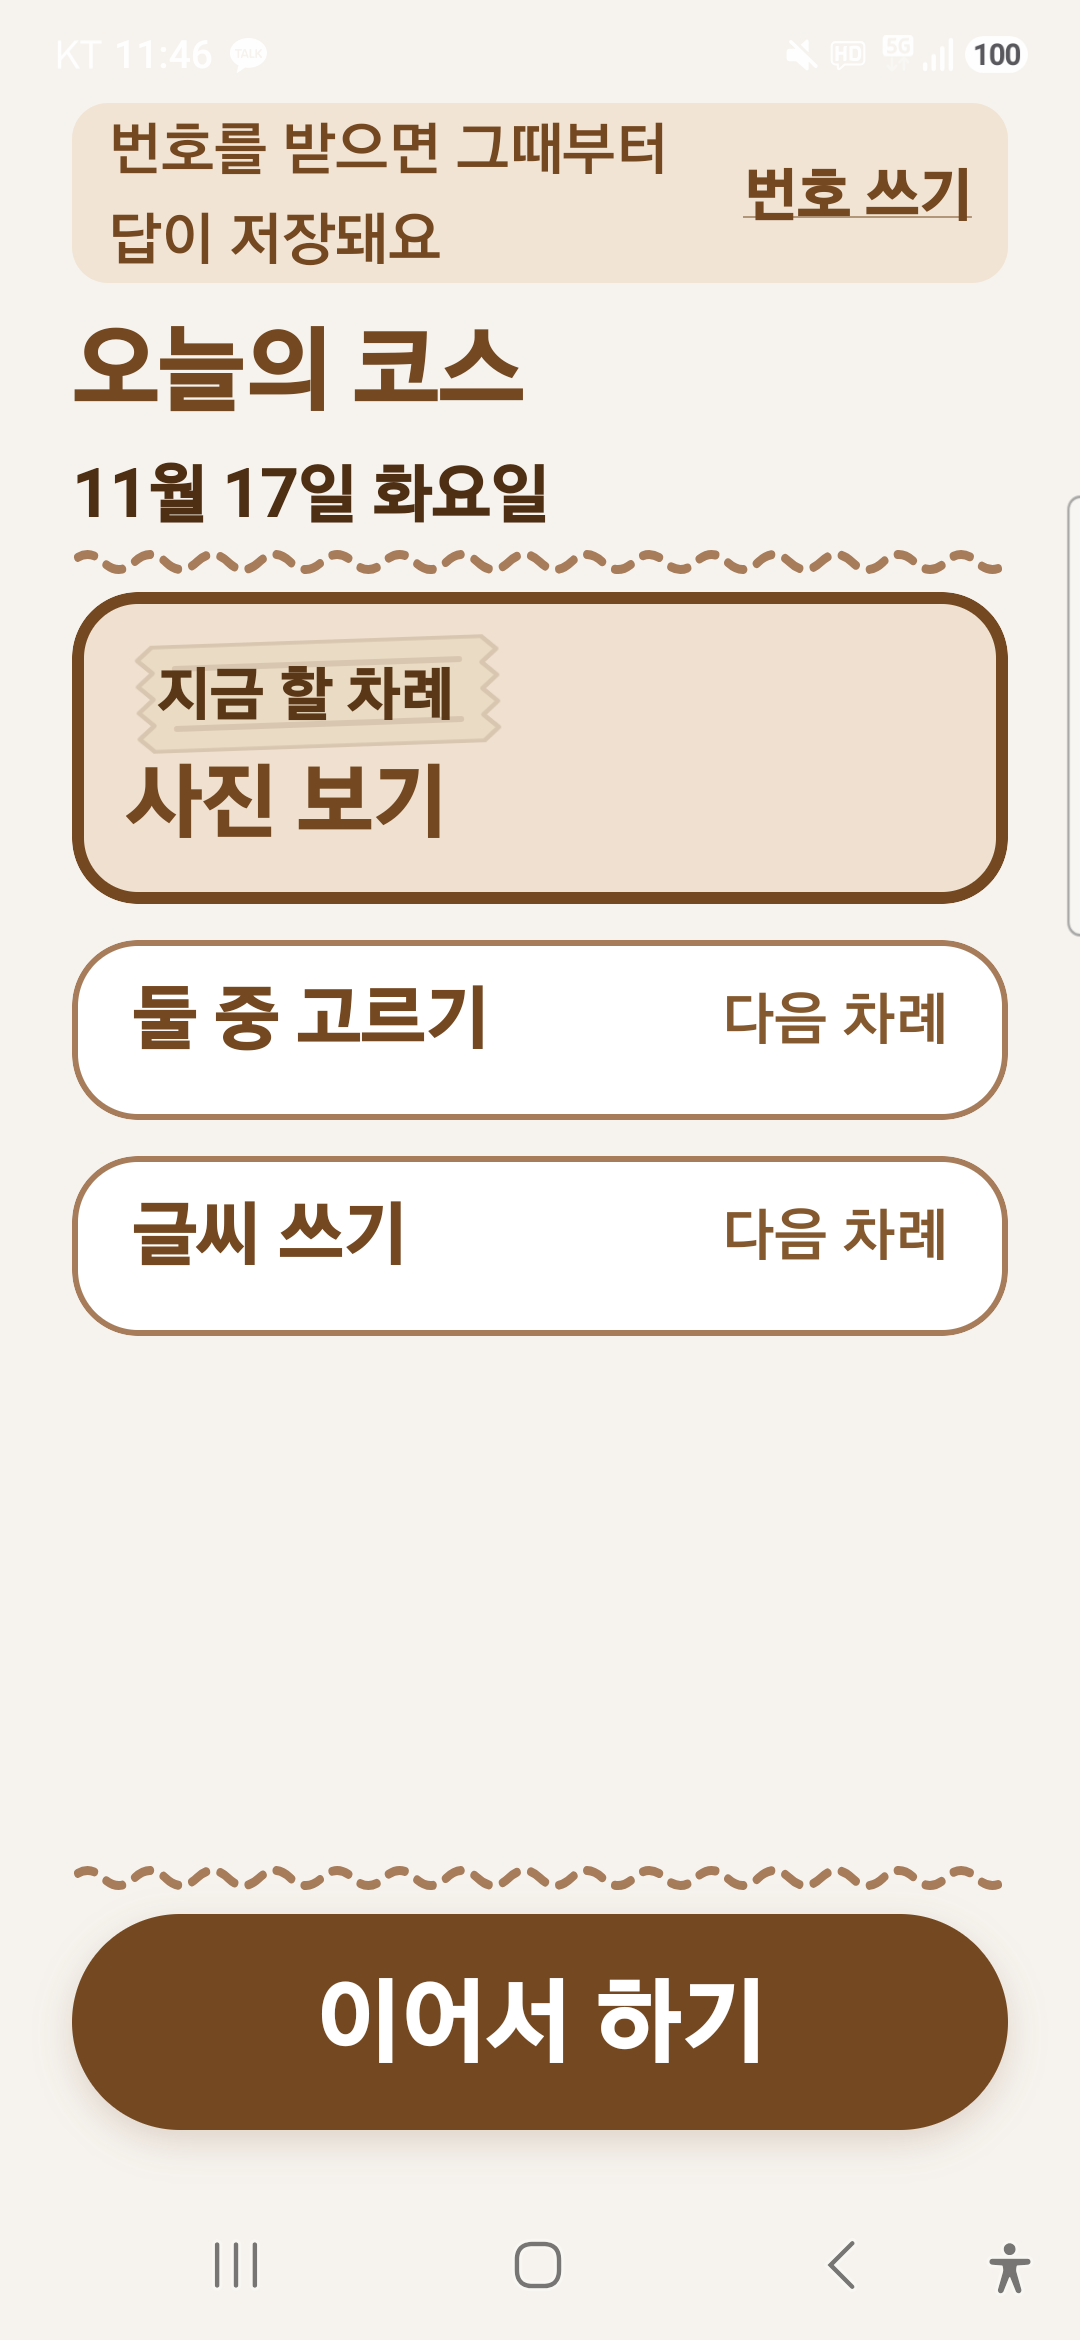 KT 11:46 TALK HD 5G 100
번호를 받으면 그때부터
답이 저장돼요
번호 쓰기
오늘의 코스
11월 17일 화요일
지금 할 차례
사진 보기
둘 중 고르기 다음 차례
글씨 쓰기 다음 차례
이어서 하기